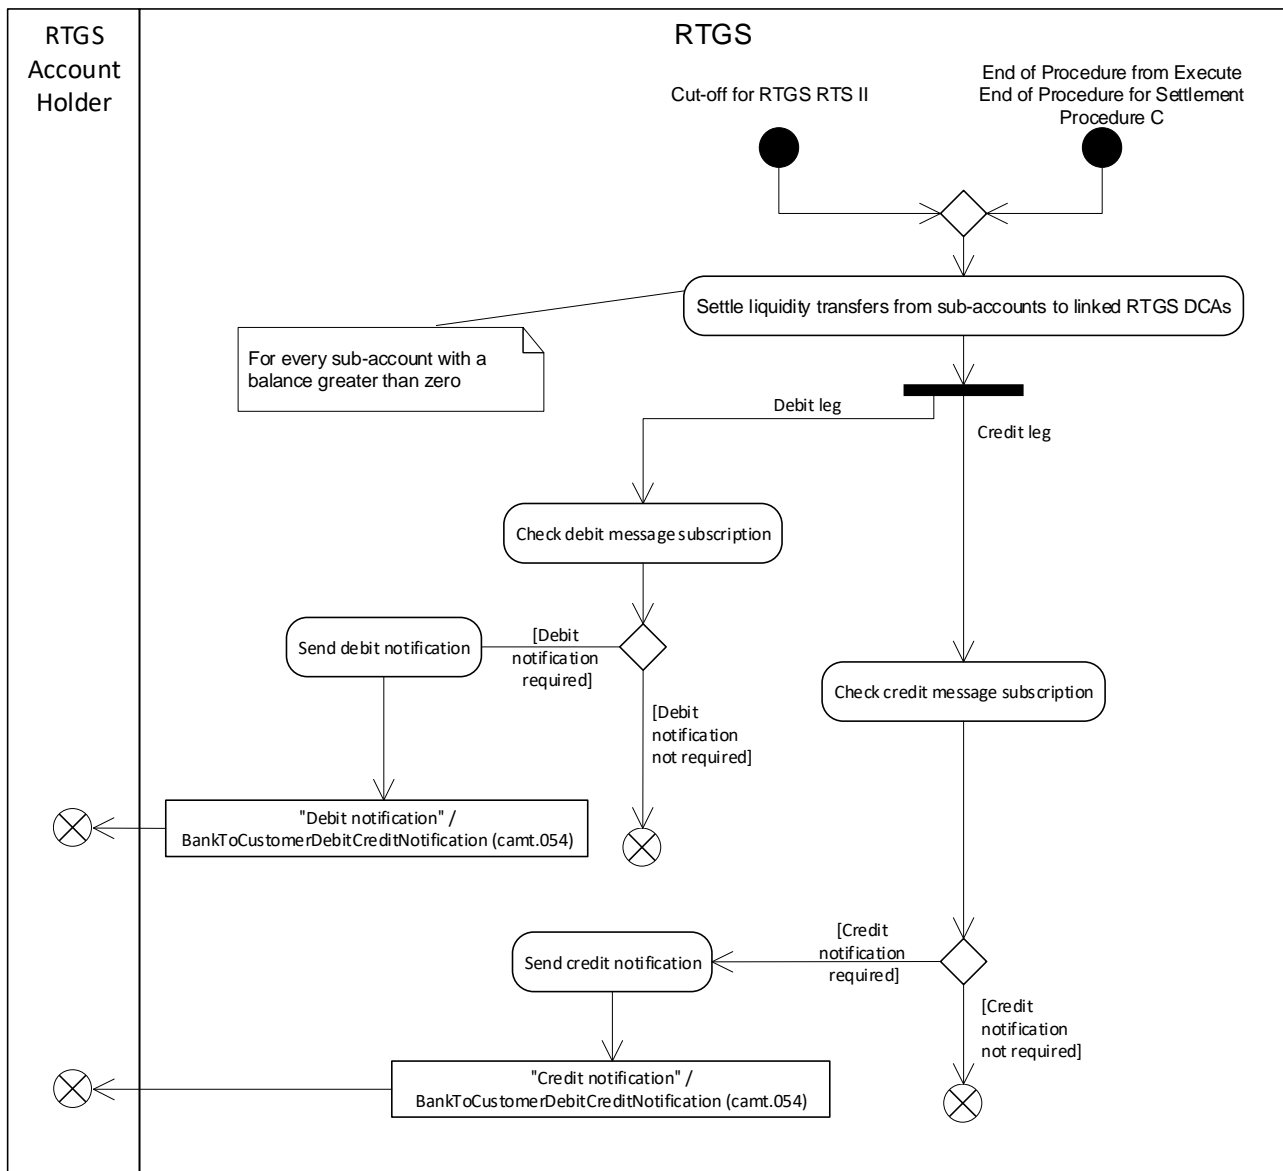 RTGS
Account
Holder
RTGS
Cut-off for RTGS RTS II
End of Procedure from Execute
End of Procedure for Settlement
Procedure C
Settle liquidity transfers from sub-accounts to linked RTGS DCAs
For every sub-account with a
balance greater than zero
Debit leg
Credit leg
Check debit message subscription
Send debit notification
[Debit
notification
required]
Check credit message subscription
[Debit
notification
not required]
"Debit notification" /
BankToCustomerDebitCreditNotification (camt.054)
Send credit notification
[Credit
notification
required]
[Credit
notification
not required]
"Credit notification" /
BankToCustomerDebitCreditNotification (camt.054)